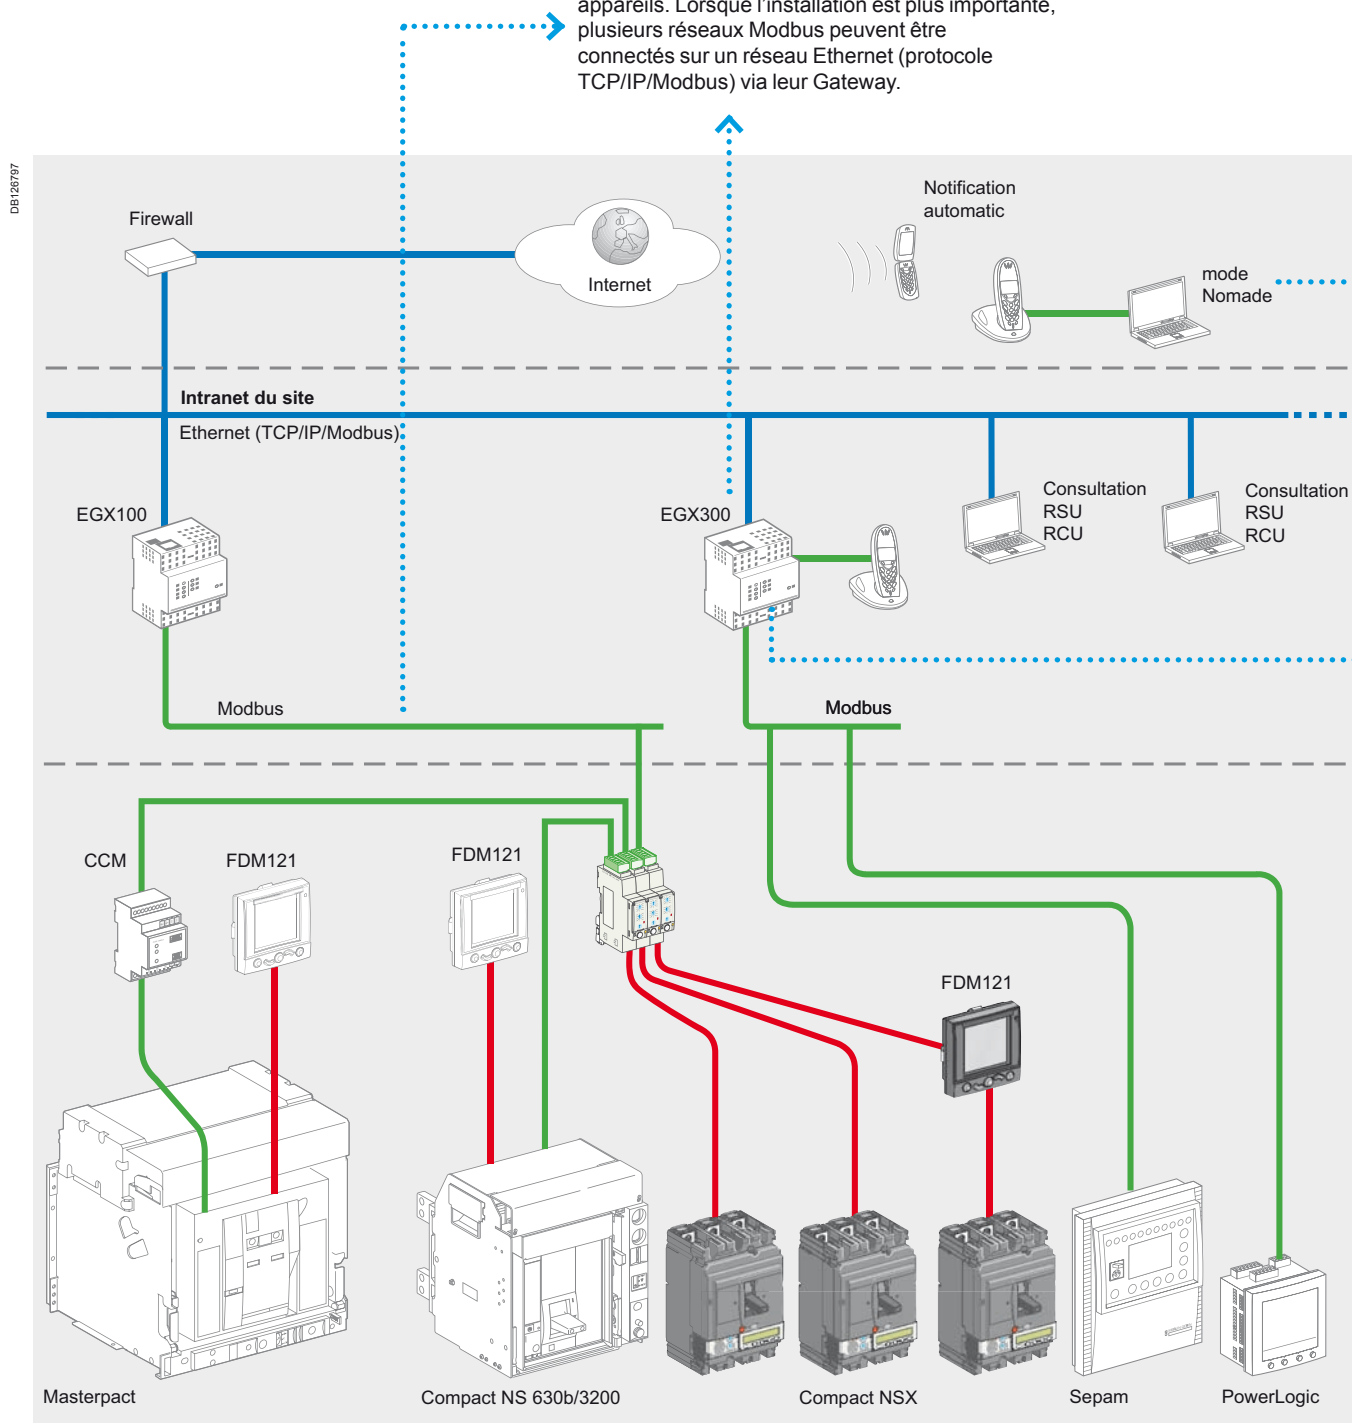 appareils. Lorsque l'installation est plus importante,
plusieurs réseaux Modbus peuvent être
connectés sur un réseau Ethernet (protocole
TCP/IP/Modbus) via leur Gateway.
DB126797
Firewall
Internet
Notification
automatic
mode
Nomade
Intranet du site
Ethernet (TCP/IP/Modbus)
EGX100
EGX300
Consultation
RSU
RCU
Consultation
RSU
RCU
Modbus
Modbus
CCM
FDM121
FDM121
FDM121
Masterpact
Compact NS 630b/3200
Compact NSX
Sepam
PowerLogic